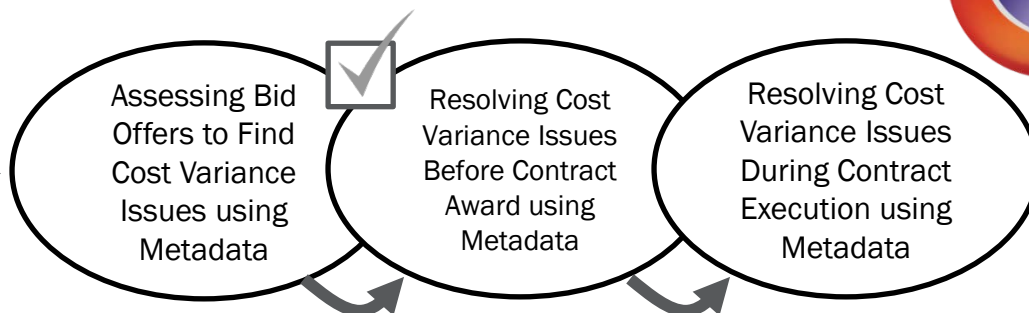 Assessing Bid
Offers to Find
Cost Variance
Issues using
Metadata
Resolving Cost
Variance Issues
Before Contract
Award using
Metadata
Resolving Cost
Variance Issues
During Contract
Execution using
Metadata